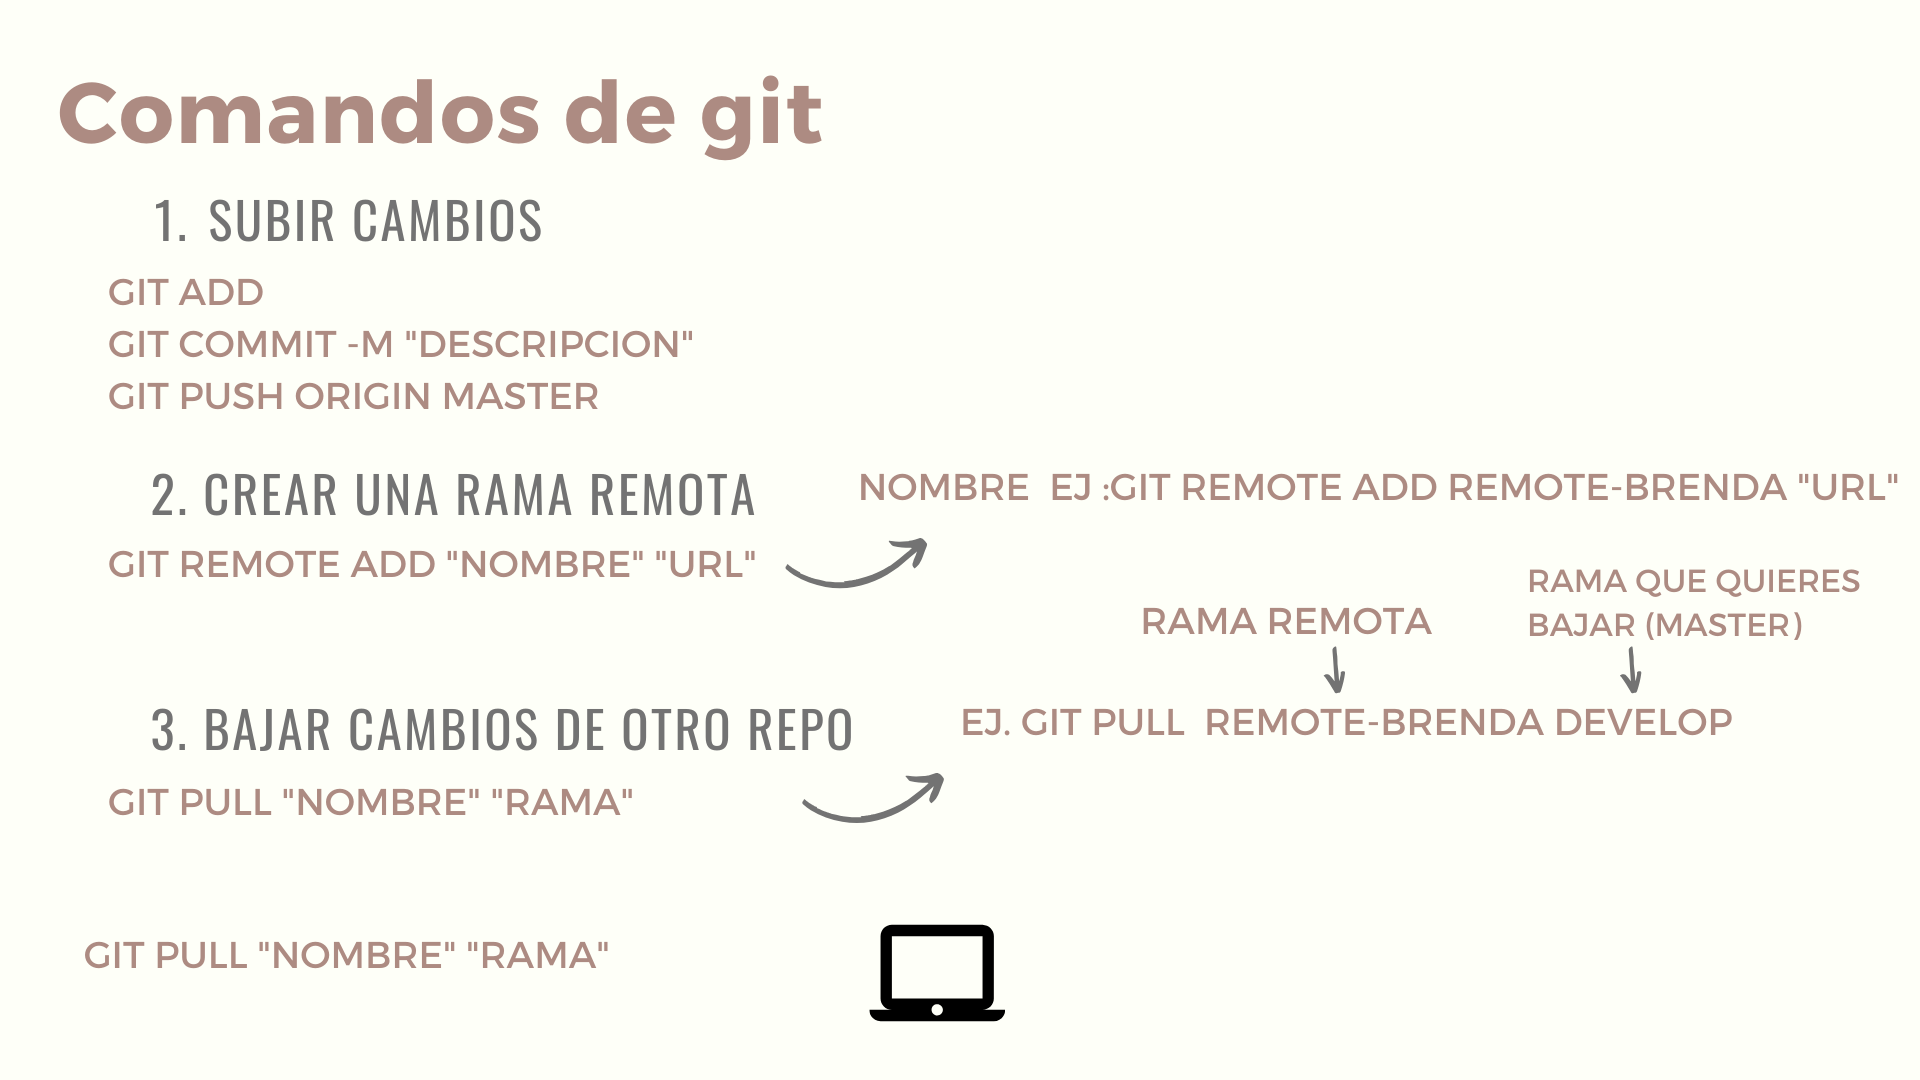 Comandos de git
1. SUBIR CAMBIOS
GIT ADD
GIT COMMIT -M "DESCRIPCION"
GIT PUSH ORIGIN MASTER
2. CREAR UNA RAMA REMOTA
GIT REMOTE ADD "NOMBRE" "URL"
NOMBRE EJ :GIT REMOTE ADD REMOTE-BRENDA "URL"
3. BAJAR CAMBIOS DE OTRO REPO
GIT PULL "NOMBRE" "RAMA"
RAMA REMOTA
RAMA QUE QUIERES
BAJAR (MASTER)
EJ. GIT PULL REMOTE-BRENDA DEVELOP
GIT PULL "NOMBRE" "RAMA"